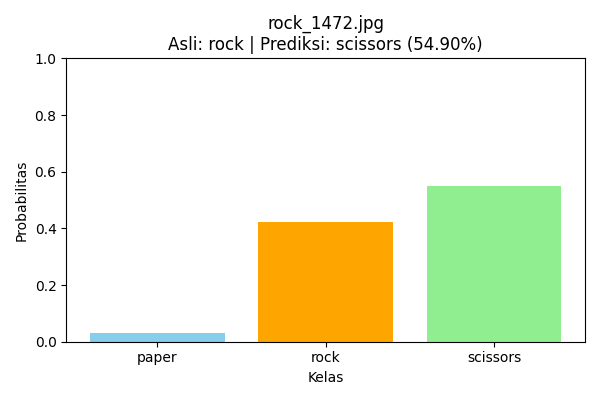 rock_1472.jpg
Asli: rock | Prediksi: scissors (54.90%)
1.0
0.8
0.6
0.4
0.2
0.0
Probabilitas
paper rock scissors
Kelas